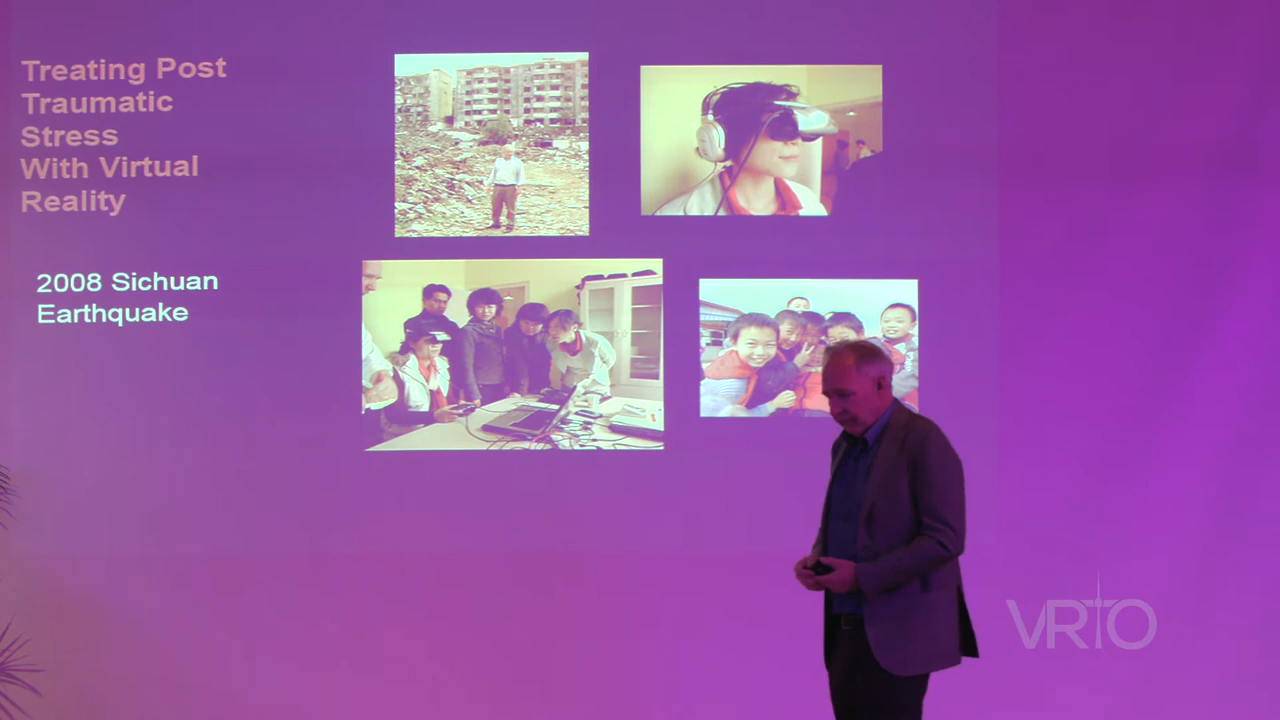 Treating Post
Traumatic
Stress
With Virtual
Reality
2008 Sichuan
Earthquake
VRTO